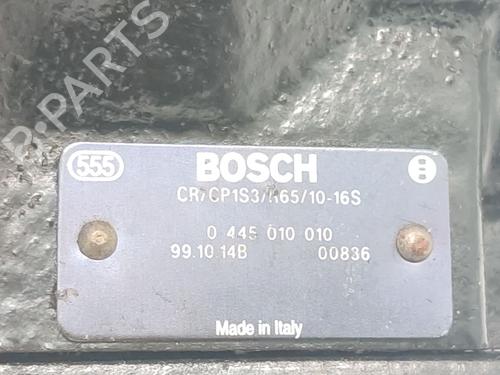 B-PARTS
555 BOSCH
CR/CP1S3/R65/10-16S
0 445 010 010
99.10.14B 00836
Made in Italy